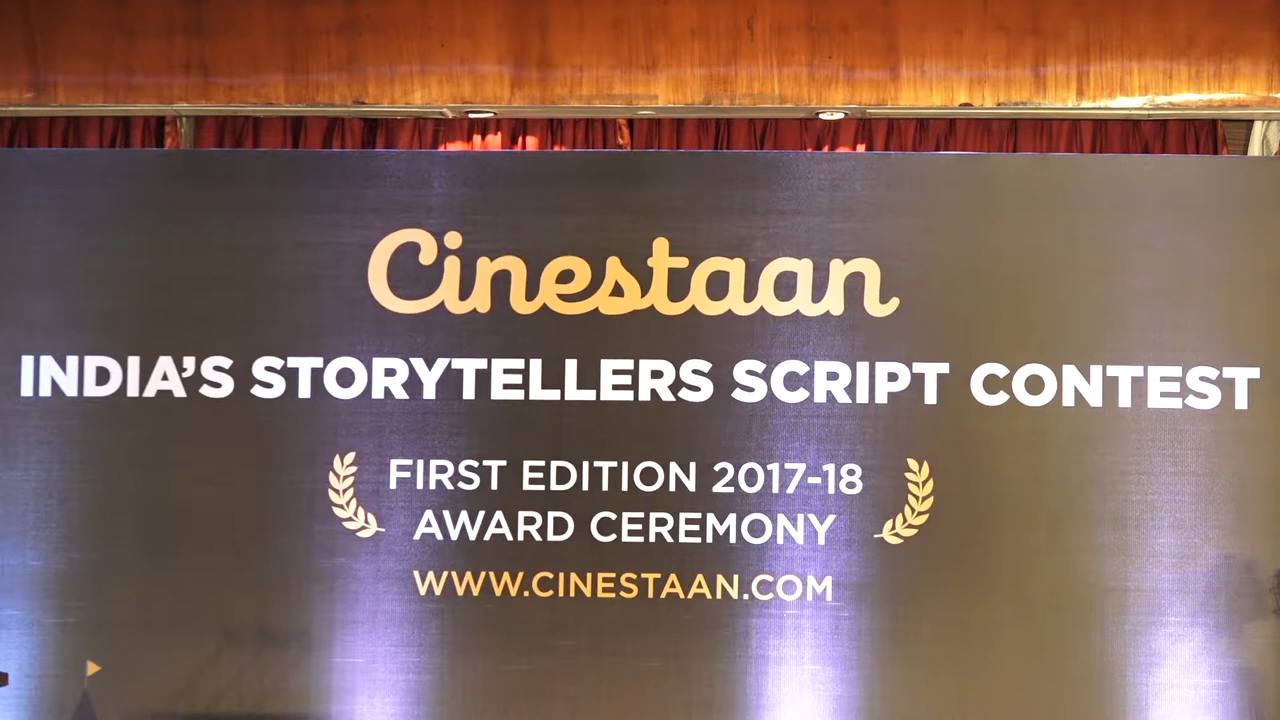 Cinestaan
INDIA'S STORYTELLERS SCRIPT CONTEST
FIRST EDITION 2017-18
AWARD CEREMONY
WWW.CINESTAAN.COM